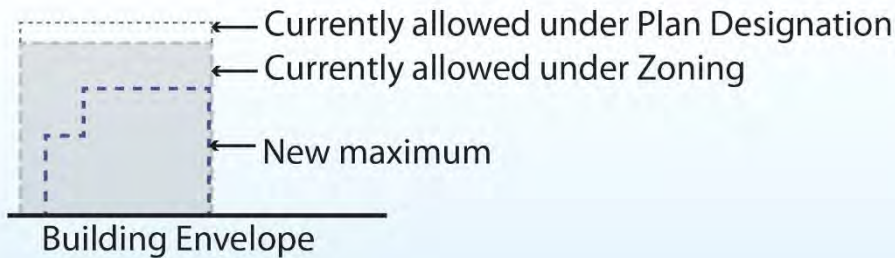 Currently allowed under Plan Designation
Currently allowed under Zoning
New maximum
Building Envelope